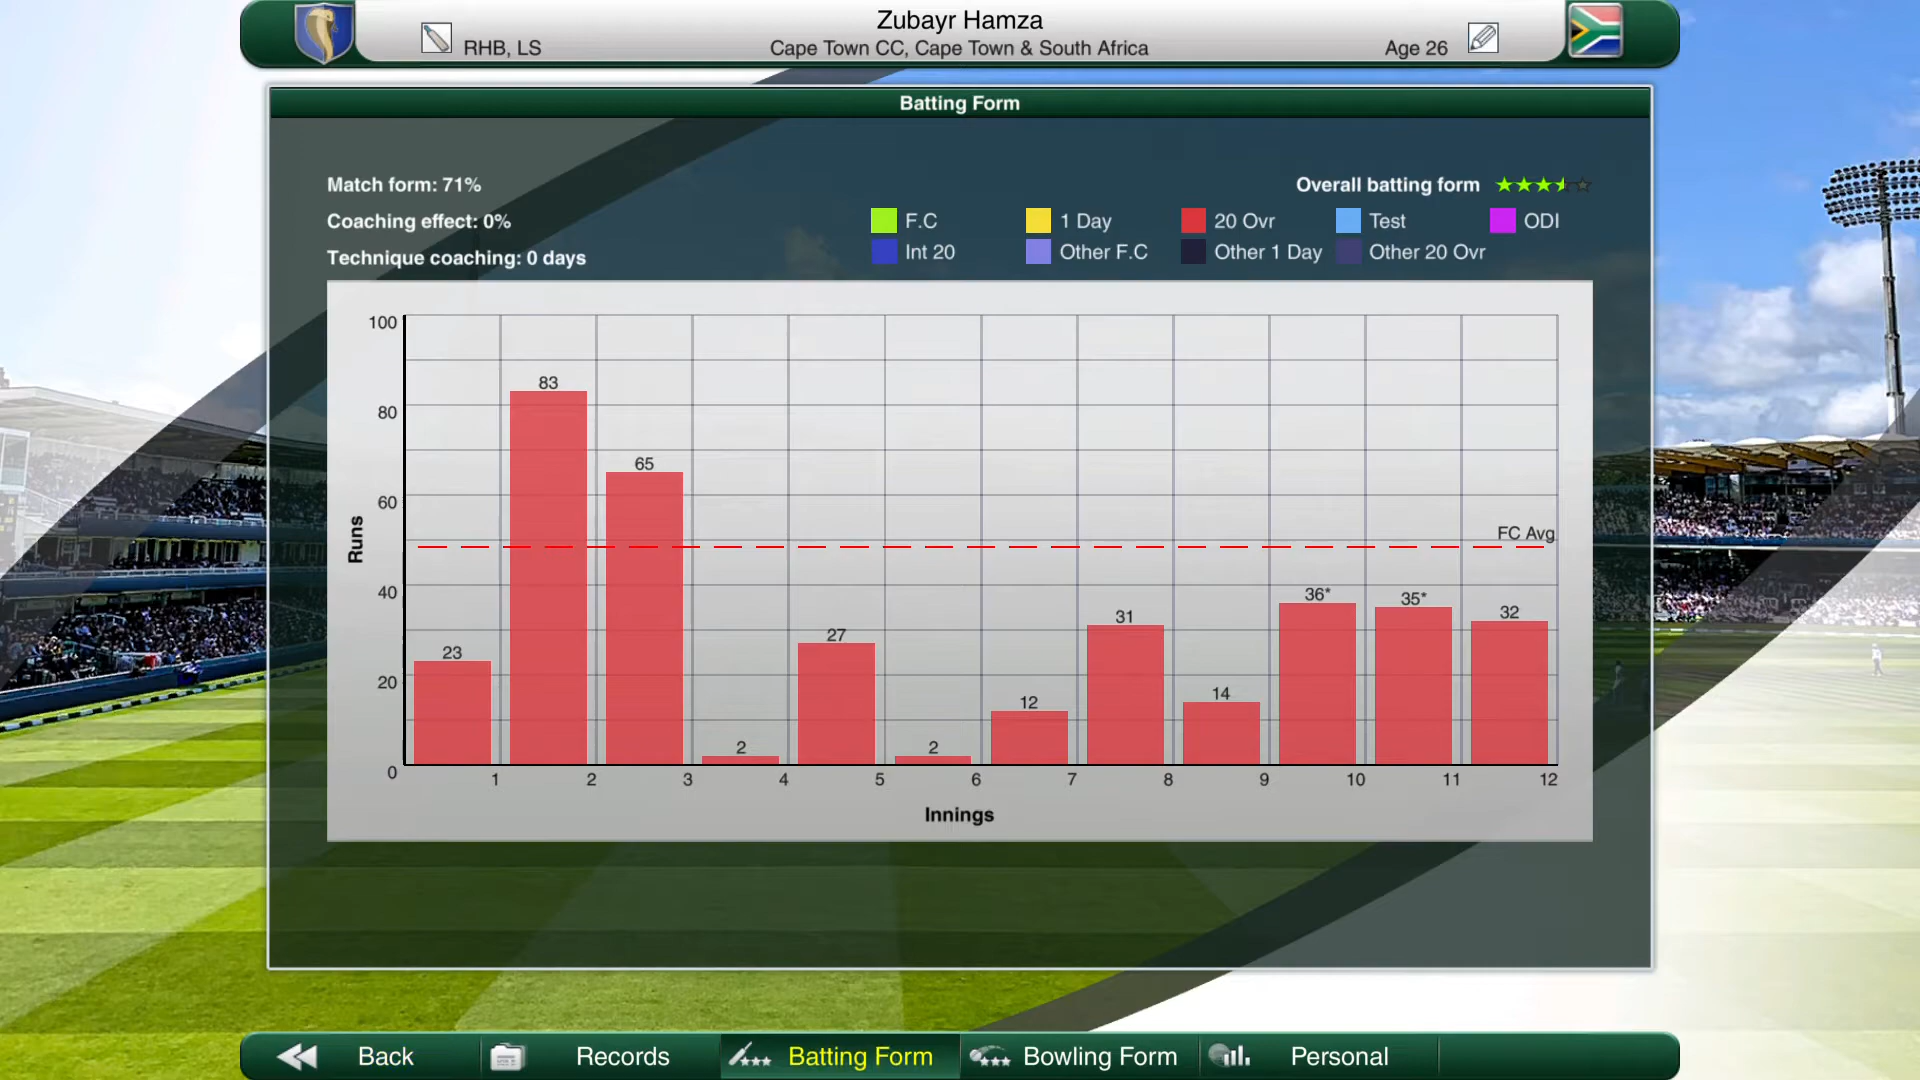 Zubayr Hamza
RHB, LS
Cape Town CC, Cape Town & South Africa
Age 26
Batting Form
Match form: 71%
Coaching effect: 0%
Technique coaching: 0 days
Overall batting form
F.C
1 Day
20 Ovr
Test
ODI
Int 20
Other F.C
Other 1 Day
Other 20 Ovr
100
80
60
40
20
0
Runs
23
83
65
2
27
2
12
31
14
36*
35*
32
FC Avg
1
2
3
4
5
6
7
8
9
10
11
12
Innings
Back
Records
Batting Form
Bowling Form
Personal